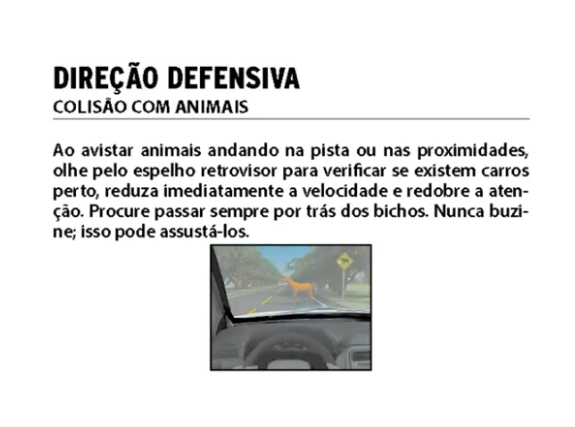 DIREÇÃO DEFENSIVA
COLISÃO COM ANIMAIS
Ao avistar animais andando na pista ou nas proximidades,
olhe pelo espelho retrovisor para verificar se existem carros
perto, reduza imediatamente a velocidade e redobre a aten-
ção. Procure passar sempre por trás dos bichos. Nunca buzi-
ne; isso pode assustá-los.